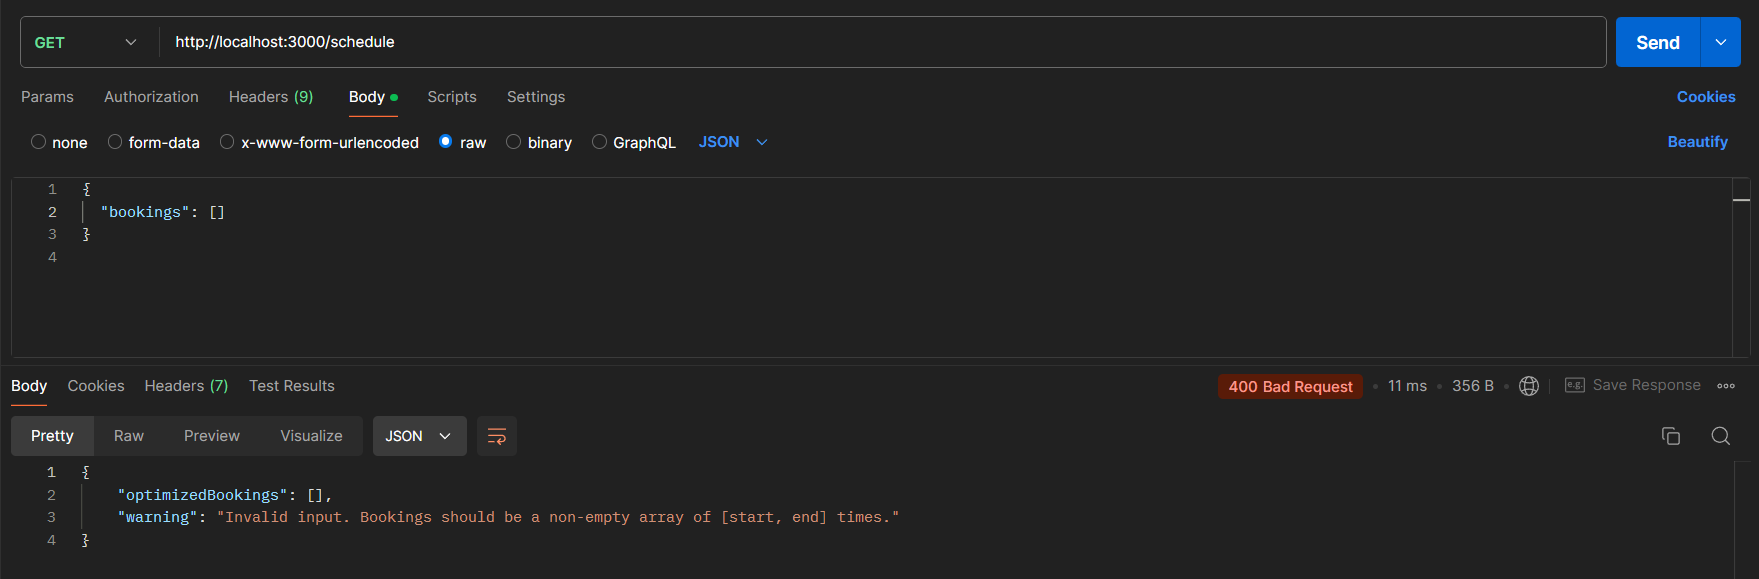 GET http://localhost:3000/schedule Send
Params Authorization Headers (9) Body Scripts Settings Cookies
none form-data x-www-form-urlencoded raw binary GraphQL JSON Beautify
1 {
2 "bookings": []
3 }
4
Body Cookies Headers (7) Test Results 400 Bad Request 11 ms 356 B e.g. Save Response
Pretty Raw Preview Visualize JSON
1 {
2 "optimizedBookings": [],
3 "warning": "Invalid input. Bookings should be a non-empty array of [start, end] times."
4 }